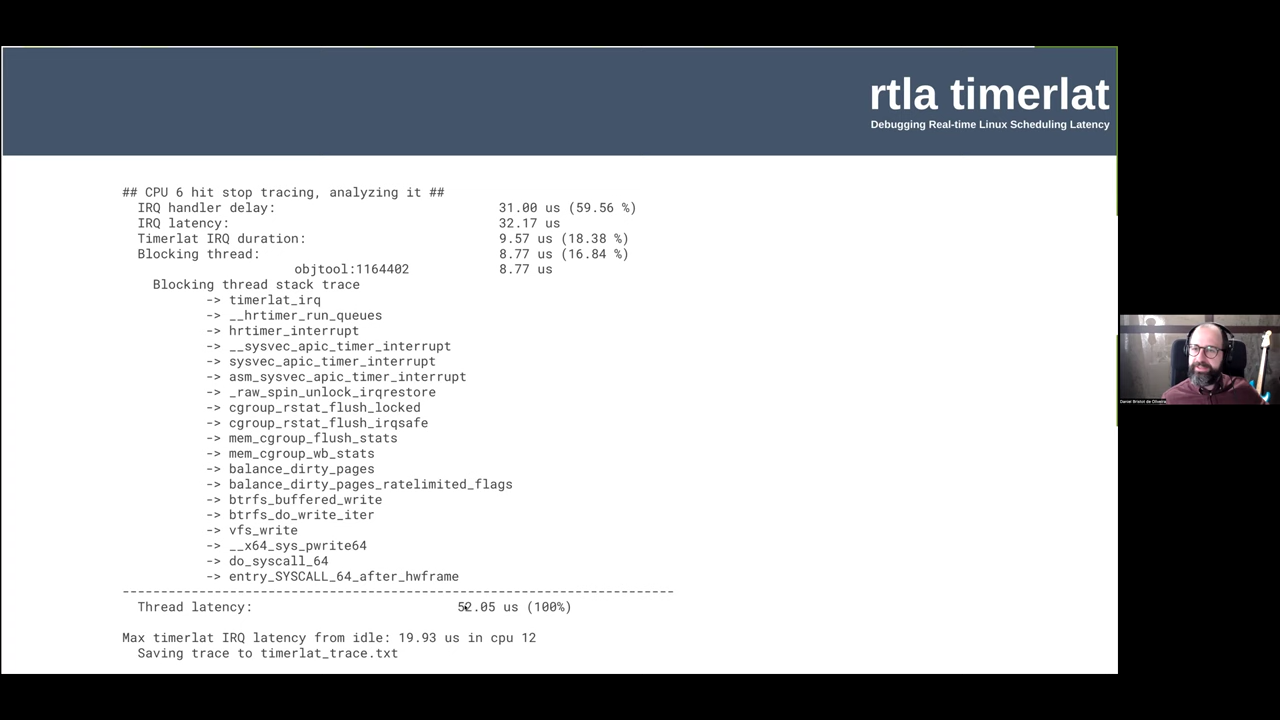 rtla timerlat
Debugging Real-time Linux Scheduling Latency
## CPU 6 hit stop tracing, analyzing it ##
IRQ handler delay: 31.00 us (59.56 %)
IRQ latency: 32.17 us
Timerlat IRQ duration: 9.57 us (18.38 %)
Blocking thread: 8.77 us (16.84 %)
objtool:1164402 8.77 us
Blocking thread stack trace
-> timerlat_irq
-> __hrtimer_run_queues
-> hrtimer_interrupt
-> __sysvec_apic_timer_interrupt
-> sysvec_apic_timer_interrupt
-> asm_sysvec_apic_timer_interrupt
-> _raw_spin_unlock_irqrestore
-> cgroup_rstat_flush_locked
-> cgroup_rstat_flush_irqsafe
-> mem_cgroup_flush_stats
-> mem_cgroup_wb_stats
-> balance_dirty_pages
-> balance_dirty_pages_ratelimited_flags
-> btrfs_buffered_write
-> btrfs_do_write_iter
-> vfs_write
-> __x64_sys_pwrite64
-> do_syscall_64
-> entry_SYSCALL_64_after_hwframe
------------------------------------------------------------------------
Thread latency: 52.05 us (100%)
Max timerlat IRQ latency from idle: 19.93 us in cpu 12
Saving trace to timerlat_trace.txt
Daniel Bristot de Oliveira